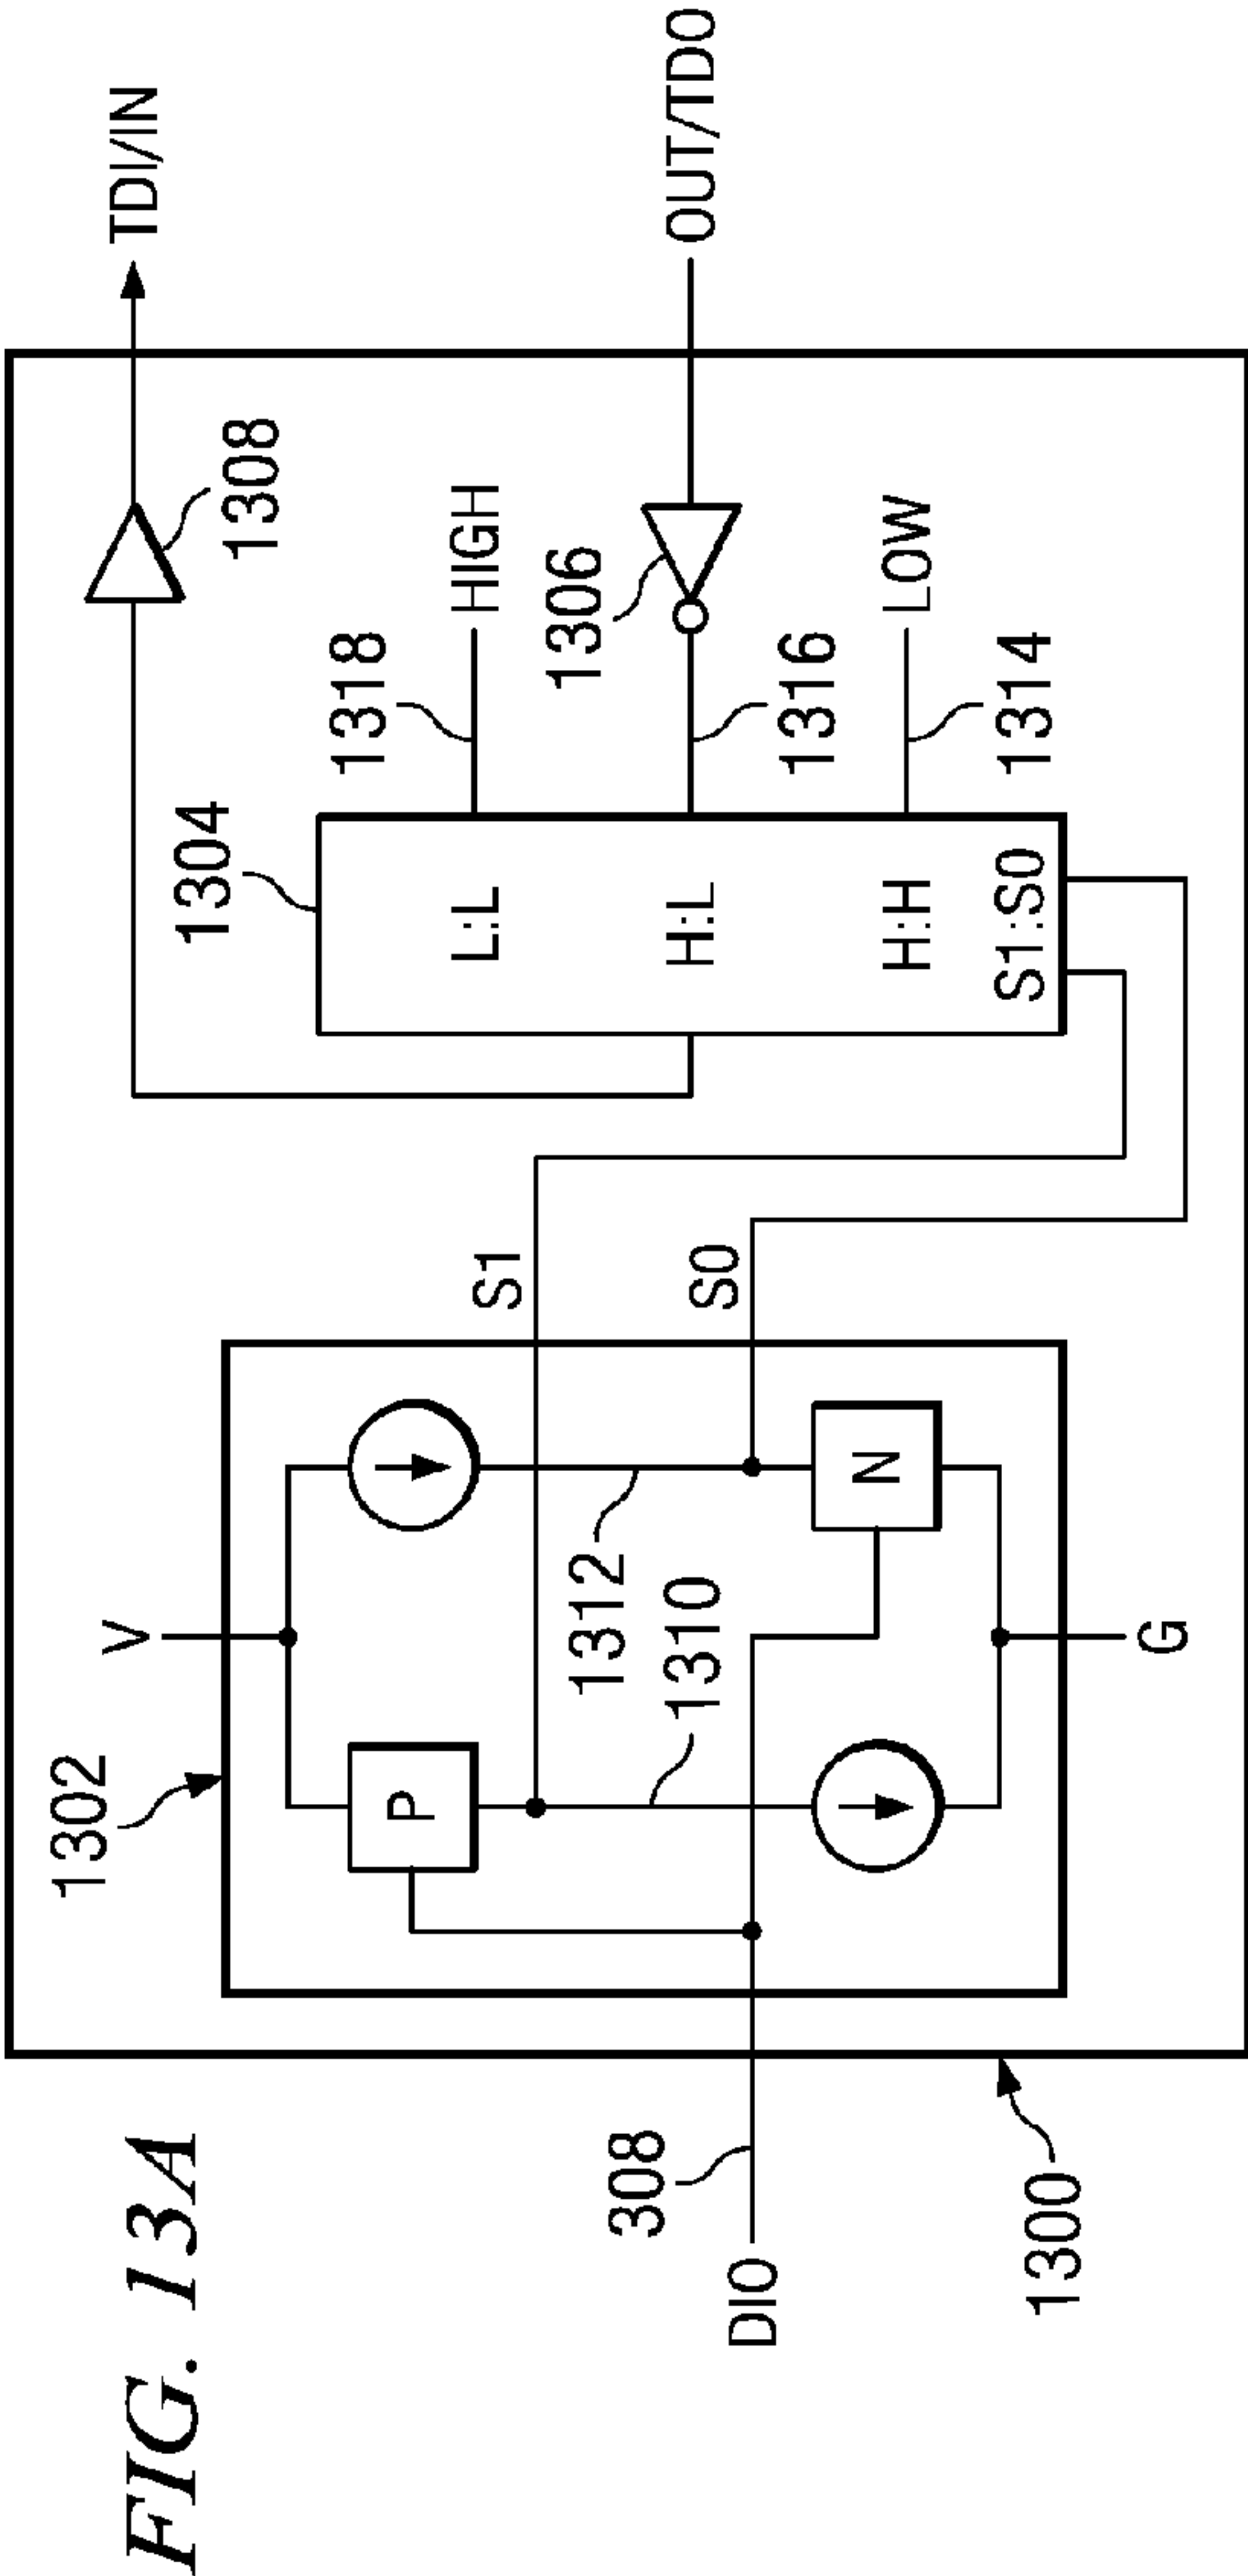 FIG. 13A
1302
V
TDI/IN
1308
1304
1318
HIGH
P
S1
L:L
1312
1306
OUT/TDO
308
1310
S0
H:L
DIO
1316
N
H:H
LOW
1300
G
S1:S0
1314